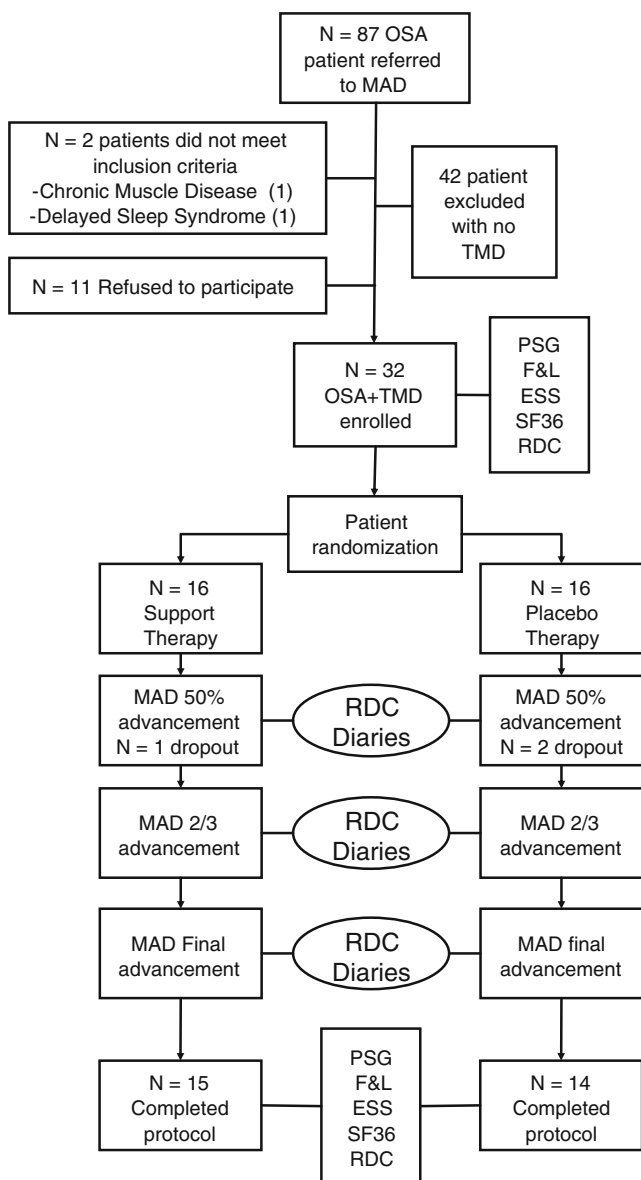 N = 87 OSA
patient referred
to MAD
N = 2 patients did not meet
inclusion criteria
-Chronic Muscle Disease (1)
-Delayed Sleep Syndrome (1)
42 patient
excluded
with no
TMD
N = 11 Refused to participate
N = 32
OSA+TMD
enrolled
PSG
F&L
ESS
SF36
RDC
Patient
randomization
N = 16
Support
Therapy
N = 16
Placebo
Therapy
MAD 50%
advancement
N = 1 dropout
RDC
Diaries
MAD 50%
advancement
N = 2 dropout
MAD 2/3
advancement
RDC
Diaries
MAD 2/3
advancement
MAD Final
advancement
RDC
Diaries
MAD final
advancement
N = 15
Completed
protocol
PSG
F&L
ESS
SF36
RDC
N = 14
Completed
protocol